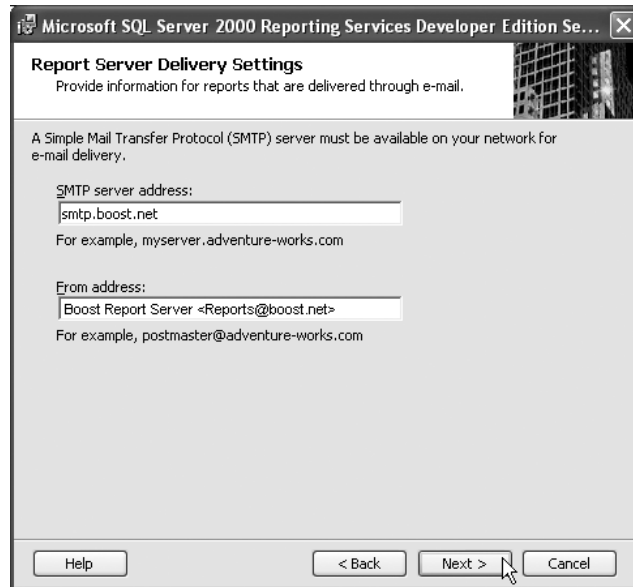 Microsoft SQL Server 2000 Reporting Services Developer Edition Se...
Report Server Delivery Settings
Provide information for reports that are delivered through e-mail.
A Simple Mail Transfer Protocol (SMTP) server must be available on your network for
e-mail delivery.
SMTP server address:
smtp.boost.net
For example, myserver.adventure-works.com
From address:
Boost Report Server <Reports@boost.net>
For example, postmaster@adventure-works.com
Help
< Back
Next >
Cancel